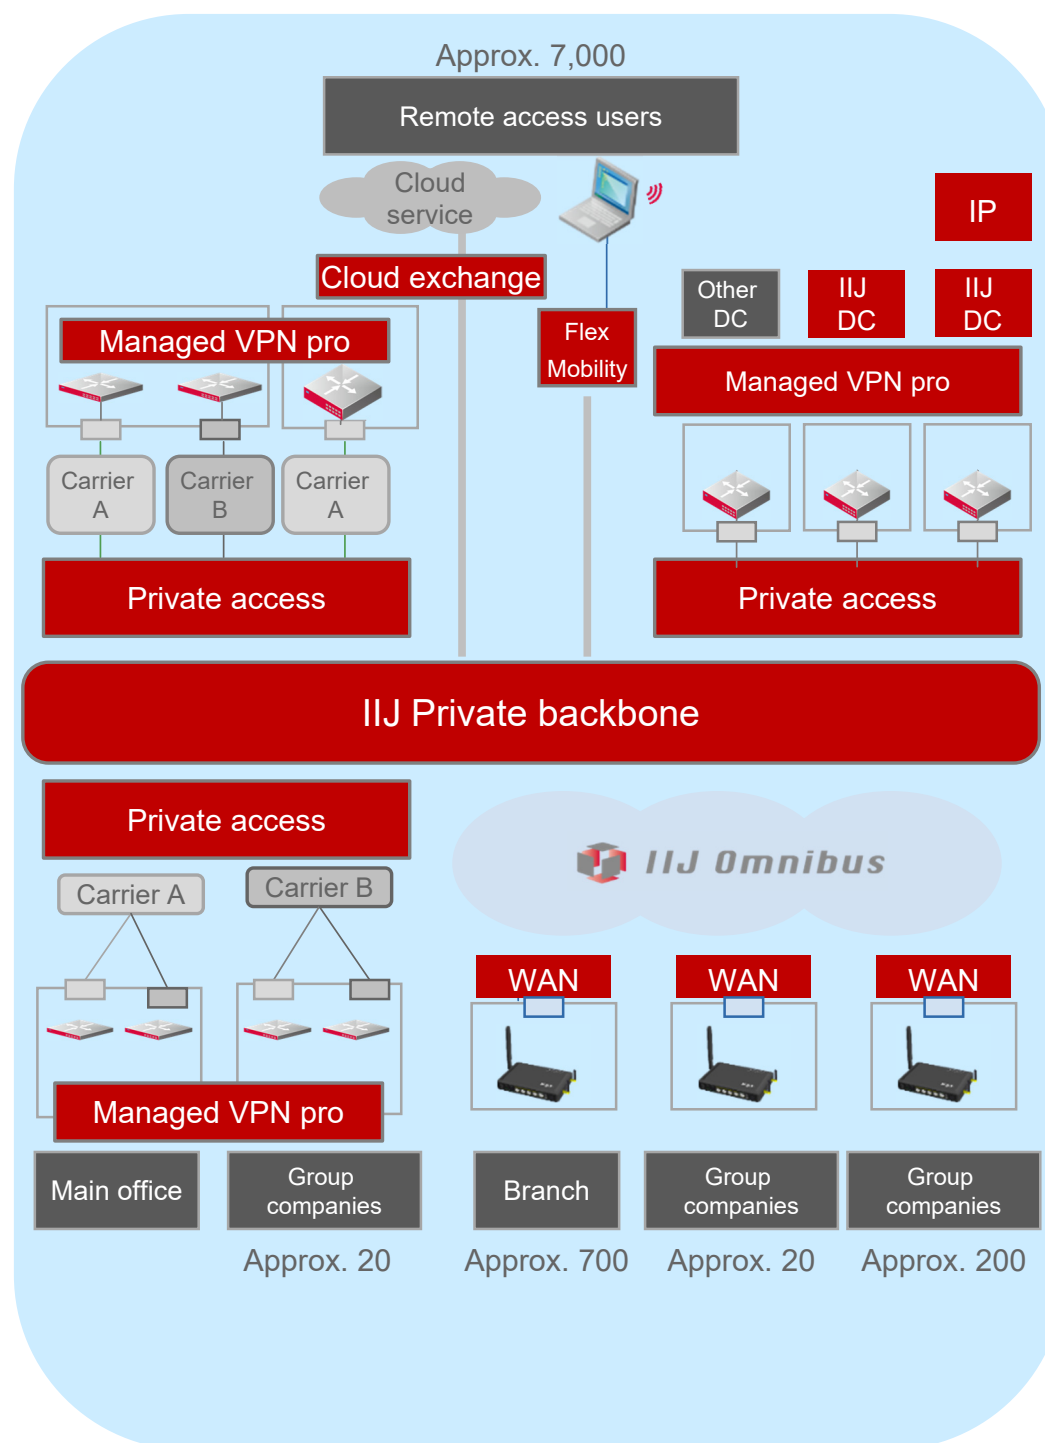 Approx. 7,000
Remote access users
Cloud
service
IP
Cloud exchange
Other
DC
IIJ
DC
IIJ
DC
Flex
Mobility
Managed VPN pro
Managed VPN pro
Carrier
A
Carrier
B
Carrier
A
Private access
Private access
IIJ Private backbone
Private access
IIJ Omnibus
Carrier A
Carrier B
WAN
WAN
WAN
Managed VPN pro
Main office
Group
companies
Branch
Group
companies
Group
companies
Approx. 20
Approx. 700
Approx. 20
Approx. 200